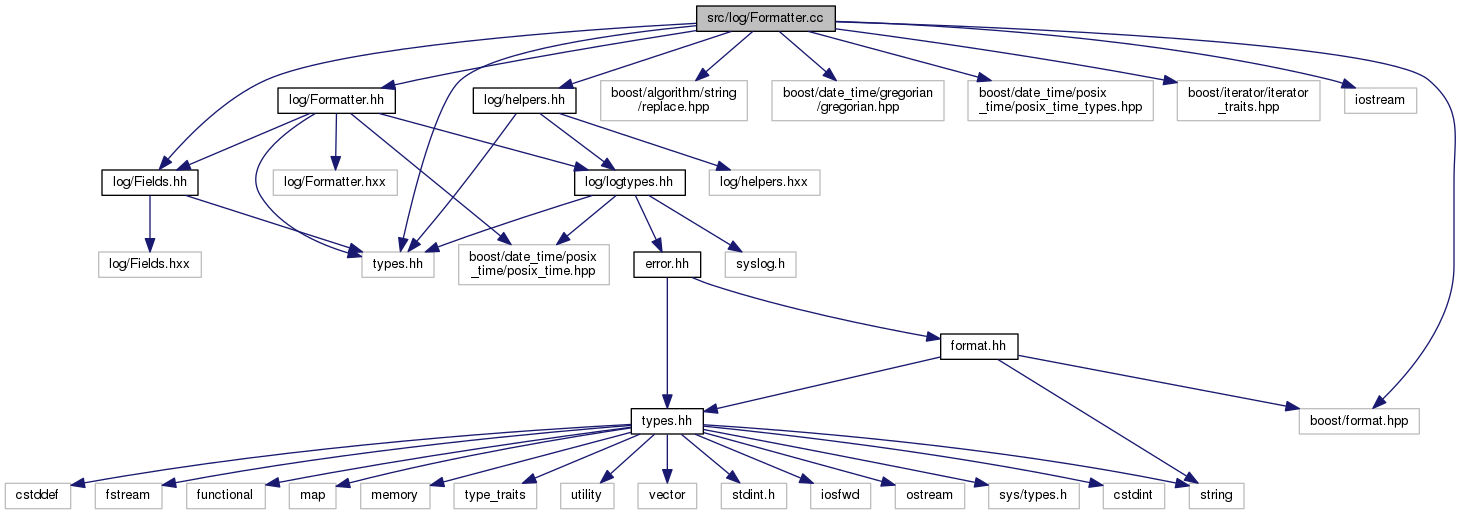 src/log/Formatter.cc
log/Formatter.hh
log/helpers.hh
boost/algorithm/string
/replace.hpp
boost/date_time/gregorian
/gregorian.hpp
boost/date_time/posix
_time/posix_time_types.hpp
boost/iterator/iterator
_traits.hpp
iostream
log/Fields.hh
log/Formatter.hxx
log/logtypes.hh
log/helpers.hxx
log/Fields.hxx
types.hh
boost/date_time/posix
_time/posix_time.hpp
error.hh
syslog.h
format.hh
types.hh
boost/format.hpp
cstddef
fstream
functional
map
memory
type_traits
utility
vector
stdint.h
iosfwd
ostream
sys/types.h
cstdint
string